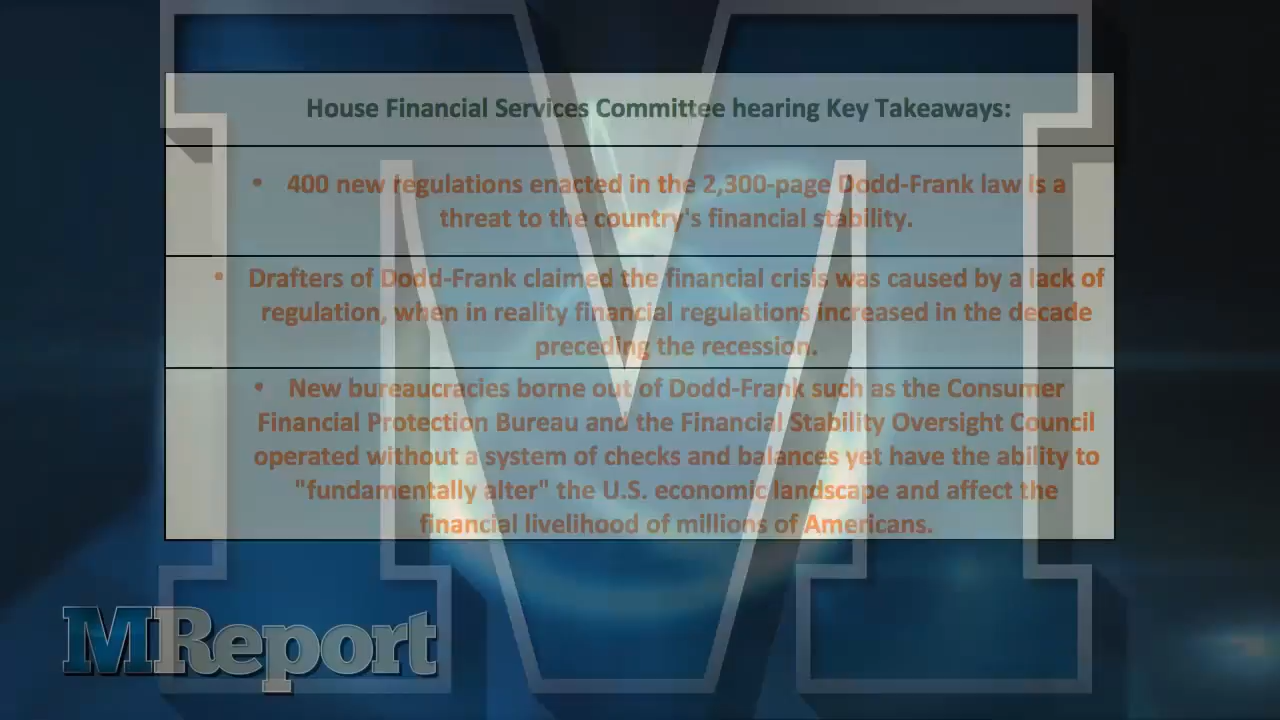 House Financial Services Committee hearing Key Takeaways:
• 400 new regulations enacted in the 2,300-page Dodd-Frank law is a
threat to the country's financial stability.
• Drafters of Dodd-Frank claimed the financial crisis was caused by a lack of
regulation, when in reality financial regulations increased in the decade
preceding the recession.
• New bureaucracies borne out of Dodd-Frank such as the Consumer
Financial Protection Bureau and the Financial Stability Oversight Council
operated without a system of checks and balances yet have the ability to
"fundamentally alter" the U.S. economic landscape and affect the
financial livelihood of millions of Americans.
M
MReport